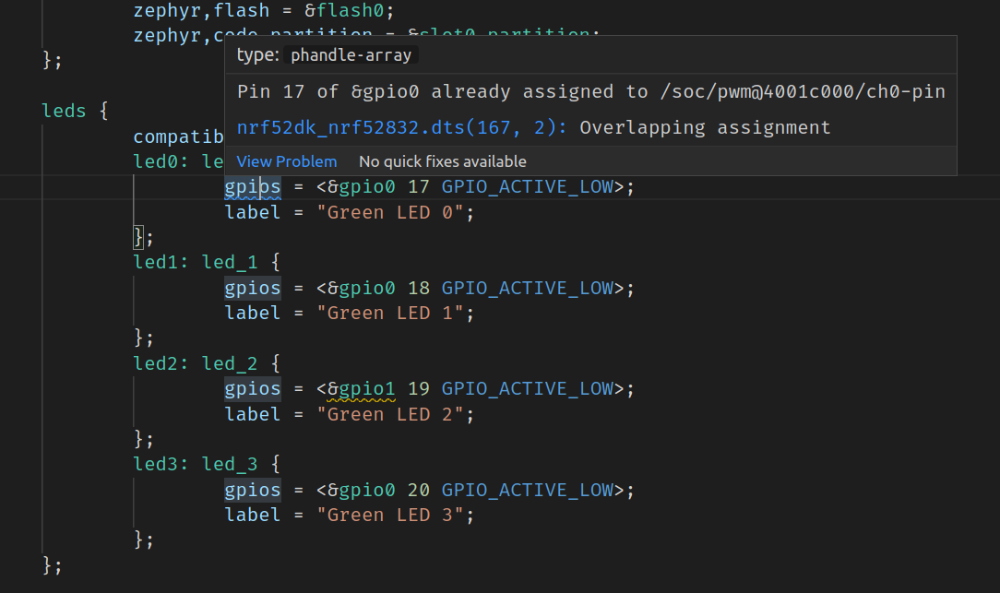 zephyr,flash = &flash0;
zephyr,code partition = &slot0 partition;
};
type: phandle-array
Pin 17 of &gpio0 already assigned to /soc/pwm@4001c000/ch0-pin
nrf52dk_nrf52832.dts(167, 2): Overlapping assignment
View Problem No quick fixes available
leds {
compatib
led0: le
gpios = <&gpio0 17 GPIO_ACTIVE_LOW>;
label = "Green LED 0";
};
led1: led_1 {
gpios = <&gpio0 18 GPIO_ACTIVE_LOW>;
label = "Green LED 1";
};
led2: led_2 {
gpios = <&gpio1 19 GPIO_ACTIVE_LOW>;
label = "Green LED 2";
};
led3: led_3 {
gpios = <&gpio0 20 GPIO_ACTIVE_LOW>;
label = "Green LED 3";
};
};